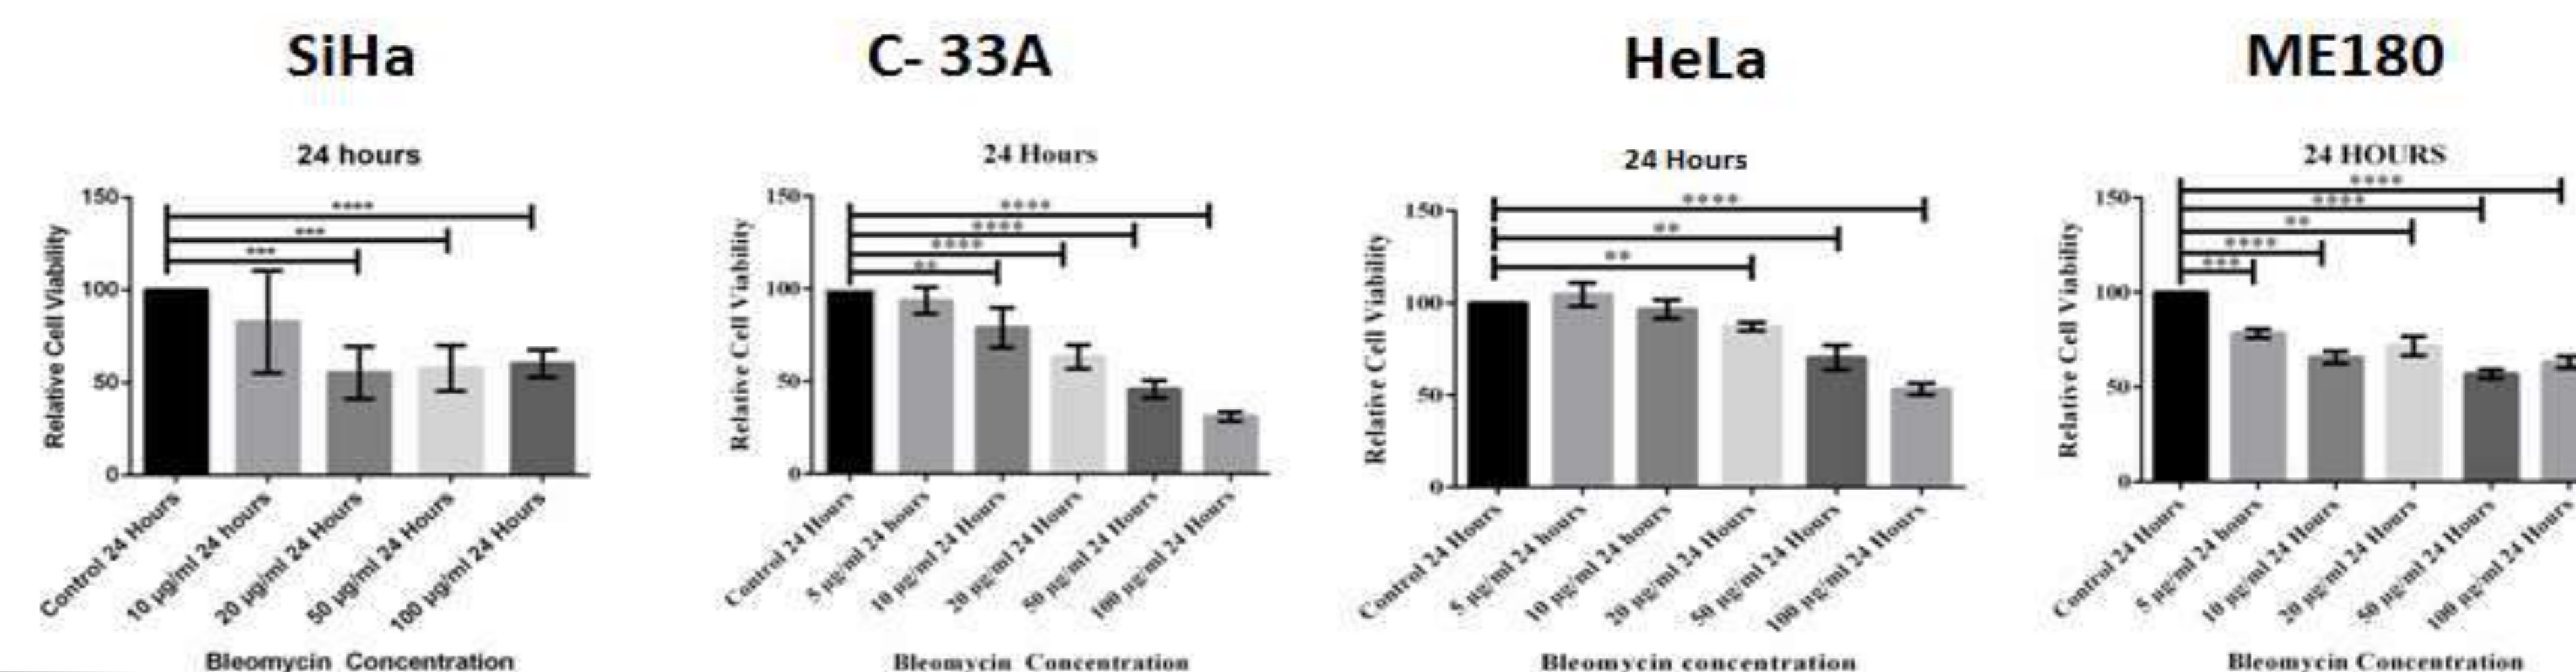 SiHa
24 hours
150
100
50
0
Relative Cell Viability
****
***
***
Control 24 Hours
10 µg/ml 24 hours
20 µg/ml 24 Hours
50 µg/ml 24 Hours
100 µg/ml 24 Hours
Bleomycin Concentration
C- 33A
24 Hours
150
100
50
0
Relative Cell Viability
****
****
****
**
Control 24 Hours
5 µg/ml 24 hours
10 µg/ml 24 Hours
20 µg/ml 24 Hours
50 µg/ml 24 Hours
100 µg/ml 24 Hours
Bleomycin Concentration
HeLa
24 Hours
150
100
50
0
Relative Cell Viability
****
**
**
Control 24 Hours
5 µg/ml 24 hours
10 µg/ml 24 hours
20 µg/ml 24 Hours
50 µg/ml 24 Hours
100 µg/ml 24 Hours
Bleomycin concentration
ME180
24 HOURS
150
100
50
0
Relative Cell Viability
****
****
**
****
***
Control 24 Hours
5 µg/ml 24 hours
10 µg/ml 24 Hours
20 µg/ml 24 Hours
50 µg/ml 24 Hours
100 µg/ml 24 Hours
Bleomycin Concentration